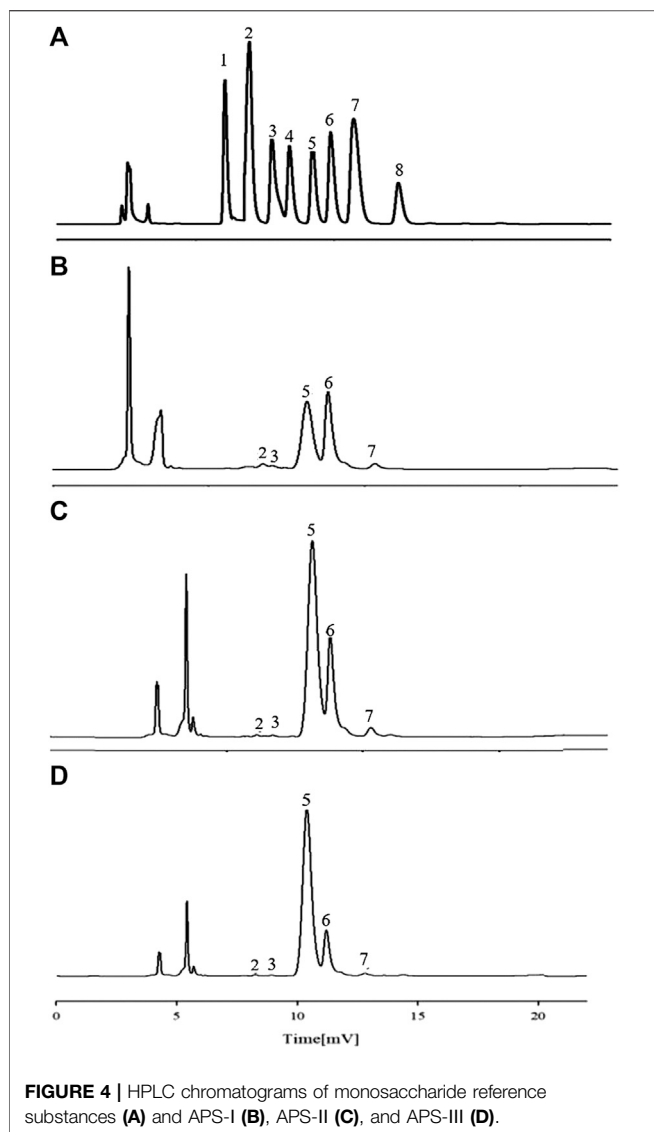 A
1 2 3 4 5 6 7 8
B
2 3 5 6 7
C
2 3 5 6 7
D
2 3 5 6 7
0 5 10 15 20
Time[mV]
FIGURE 4 | HPLC chromatograms of monosaccharide reference
substances (A) and APS-I (B), APS-II (C), and APS-III (D).